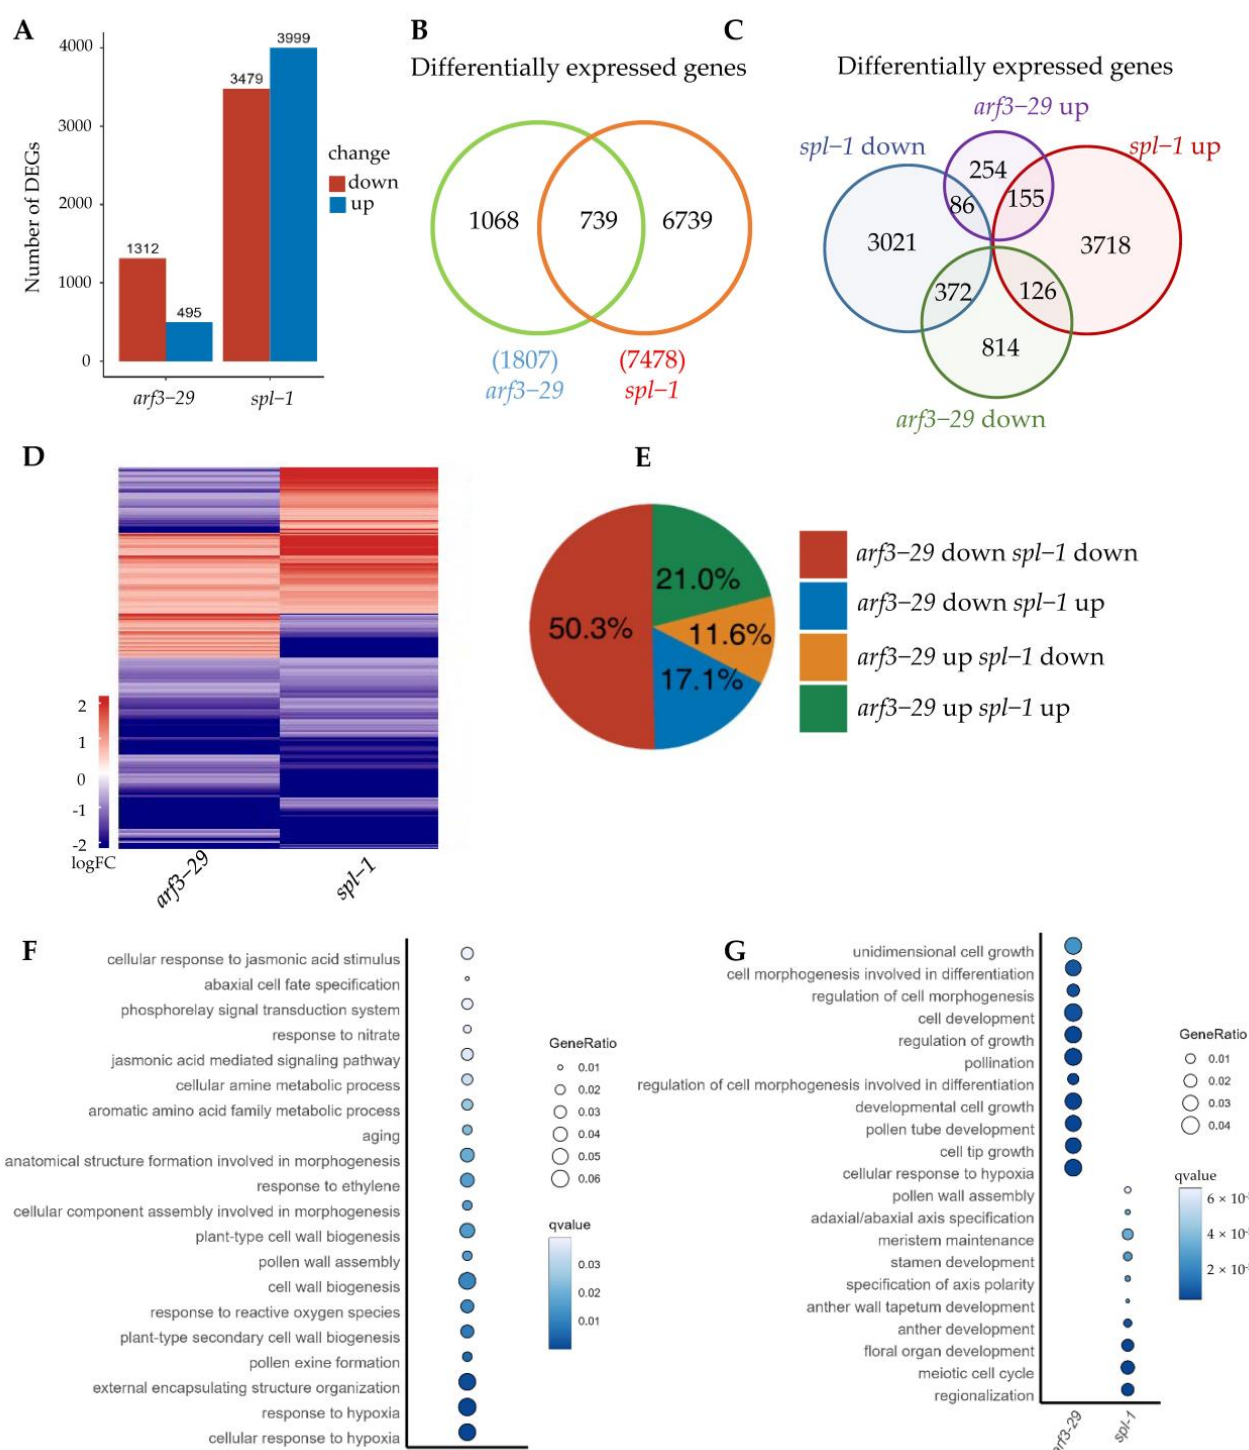 A
4000
3000
2000
1000
0
Number of DEGs
1312
495
3479
3999
arf3−29
spl−1
change
down
up
B
Differentially expressed genes
1068
739
6739
(1807)
arf3−29
(7478)
spl−1
C
Differentially expressed genes
arf3−29 up
spl−1 down
spl−1 up
254
86
155
3021
3718
372
126
814
arf3−29 down
D
2
1
0
-1
-2
logFC
arf3−29
spl−1
E
50.3%
21.0%
11.6%
17.1%
arf3−29 down spl−1 down
arf3−29 down spl−1 up
arf3−29 up spl−1 down
arf3−29 up spl−1 up
F
cellular response to jasmonic acid stimulus
abaxial cell fate specification
phosphorelay signal transduction system
response to nitrate
jasmonic acid mediated signaling pathway
cellular amine metabolic process
aromatic amino acid family metabolic process
aging
anatomical structure formation involved in morphogenesis
response to ethylene
cellular component assembly involved in morphogenesis
plant-type cell wall biogenesis
pollen wall assembly
cell wall biogenesis
response to reactive oxygen species
plant-type secondary cell wall biogenesis
pollen exine formation
external encapsulating structure organization
response to hypoxia
cellular response to hypoxia
GeneRatio
0.01
0.02
0.03
0.04
0.05
0.06
qvalue
0.03
0.02
0.01
G
unidimensional cell growth
cell morphogenesis involved in differentiation
regulation of cell morphogenesis
cell development
regulation of growth
pollination
regulation of cell morphogenesis involved in differentiation
developmental cell growth
pollen tube development
cell tip growth
cellular response to hypoxia
pollen wall assembly
adaxial/abaxial axis specification
meristem maintenance
stamen development
specification of axis polarity
anther wall tapetum development
anther development
floral organ development
meiotic cell cycle
regionalization
spl−1
GeneRatio
0.01
0.02
0.03
0.04
qvalue
6 × 10
4 × 10
2 × 10